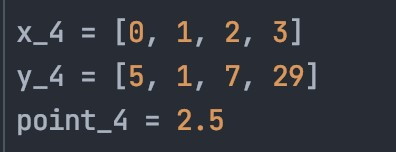 x_4 = [0, 1, 2, 3]
y_4 = [5, 1, 7, 29]
point_4 = 2.5